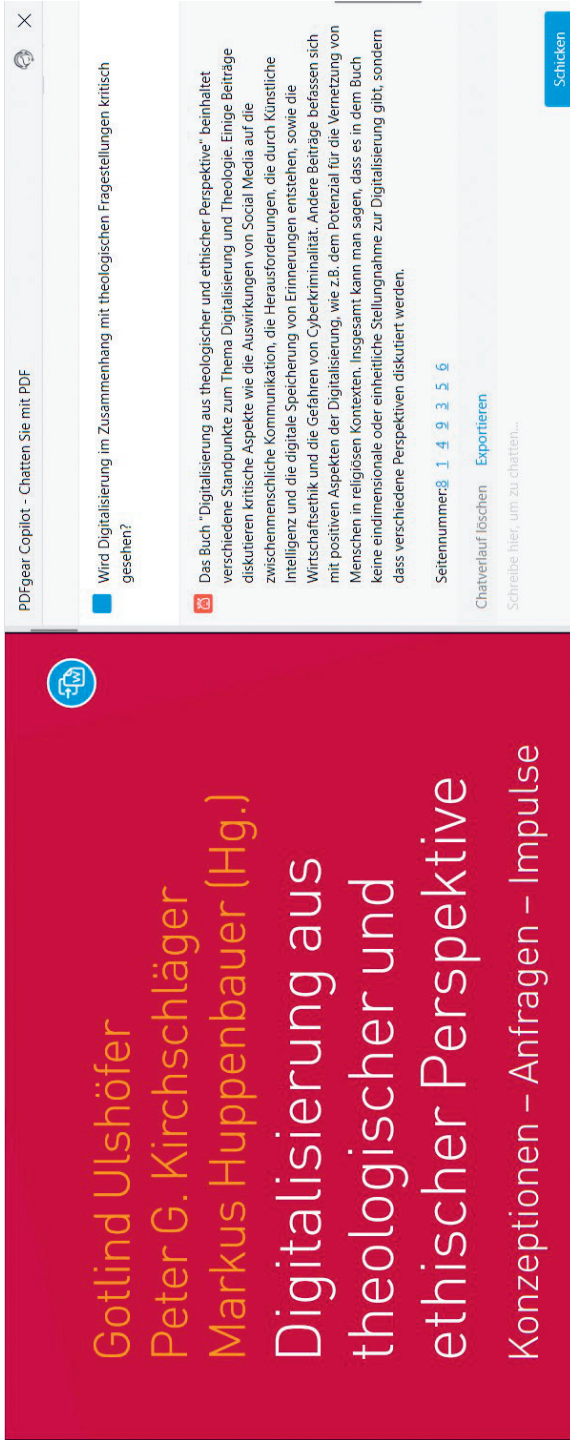 Gotlind Ulshöfer
Peter G. Kirchschläger
Markus Huppenbauer (Hg.)
Digitalisierung aus
theologischer und
ethischer Perspektive
Konzeptionen – Anfragen – Impulse
PDFgear Copilot - Chatten Sie mit PDF
Wird Digitalisierung im Zusammenhang mit theologischen Fragestellungen kritisch
gesehen?
Das Buch "Digitalisierung aus theologischer und ethischer Perspektive" beinhaltet
verschiedene Standpunkte zum Thema Digitalisierung und Theologie. Einige Beiträge
diskutieren kritische Aspekte wie die Auswirkungen von Social Media auf die
zwischenmenschliche Kommunikation, die Herausforderungen, die durch Künstliche
Intelligenz und die digitale Speicherung von Erinnerungen entstehen, sowie die
Wirtschaftsethik und die Gefahren von Cyberkriminalität. Andere Beiträge befassen sich
mit positiven Aspekten der Digitalisierung, wie z.B. dem Potenzial für die Vernetzung von
Menschen in religiösen Kontexten. Insgesamt kann man sagen, dass es in dem Buch
keine eindimensionale oder einheitliche Stellungnahme zur Digitalisierung gibt, sondern
dass verschiedene Perspektiven diskutiert werden.
Seitennummer:8 1 4 9 3 5 6
Chatverlauf löschen Exportieren
Schreibe hier, um zu chatten...
Schicken